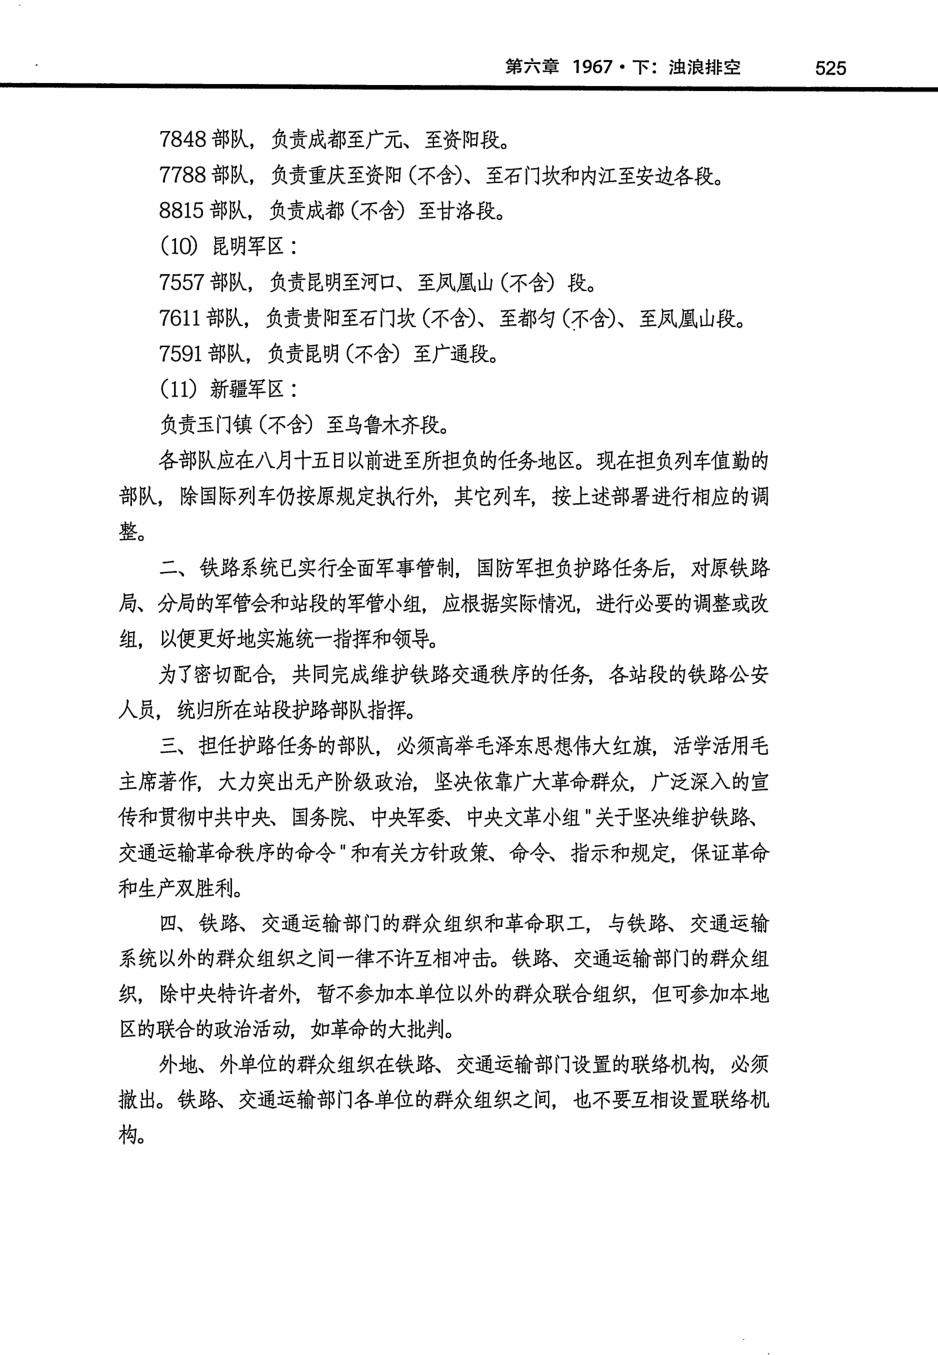 第六章 1967·下：浊浪排空 525
7848 部队，负责成都至广元、至资阳段。
7788 部队，负责重庆至资阳（不含）、至石门坎和内江至安边各段。
8815 部队，负责成都（不含）至甘洛段。
（10）昆明军区：
7557 部队，负责昆明至河口、至凤凰山（不含）段。
7611 部队，负责贵阳至石门坎（不含）、至都匀（不含）、至凤凰山段。
7591 部队，负责昆明（不含）至广通段。
（11）新疆军区：
负责玉门镇（不含）至乌鲁木齐段。
各部队应在八月十五日以前进至所担负的任务地区。现在担负列车值勤的
部队，除国际列车仍按原规定执行外，其它列车，按上述部署进行相应的调
整。
二、铁路系统已实行全面军事管制，国防军担负护路任务后，对原铁路
局、分局的军管会和站段的军管小组，应根据实际情况，进行必要的调整或改
组，以便更好地实施统一指挥和领导。
为了密切配合，共同完成维护铁路交通秩序的任务，各站段的铁路公安
人员，统归所在站段护路部队指挥。
三、担任护路任务的部队，必须高举毛泽东思想伟大红旗，活学活用毛
主席著作，大力突出无产阶级政治，坚决依靠广大革命群众，广泛深入的宣
传和贯彻中共中央、国务院、中央军委、中央文革小组"关于坚决维护铁路、
交通运输革命秩序的命令"和有关方针政策、命令、指示和规定，保证革命
和生产双胜利。
四、铁路、交通运输部门的群众组织和革命职工，与铁路、交通运输
系统以外的群众组织之间一律不许互相冲击。铁路、交通运输部门的群众组
织，除中央特许者外，暂不参加本单位以外的群众联合组织，但可参加本地
区的联合的政治活动，如革命的大批判。
外地、外单位的群众组织在铁路、交通运输部门设置的联络机构，必须
撤出。铁路、交通运输部门各单位的群众组织之间，也不要互相设置联络机
构。